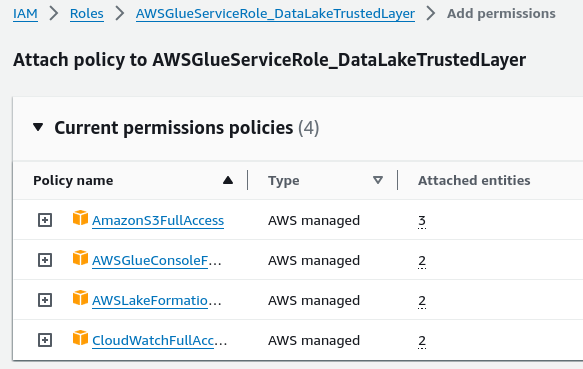 IAM > Roles > AWSGlueServiceRole_DataLakeTrustedLayer > Add permissions
Attach policy to AWSGlueServiceRole_DataLakeTrustedLayer
Current permissions policies (4)
Policy name Type Attached entities
AmazonS3FullAccess AWS managed 3
AWSGlueConsoleF... AWS managed 2
AWSLakeFormatio... AWS managed 2
CloudWatchFullAcc... AWS managed 2